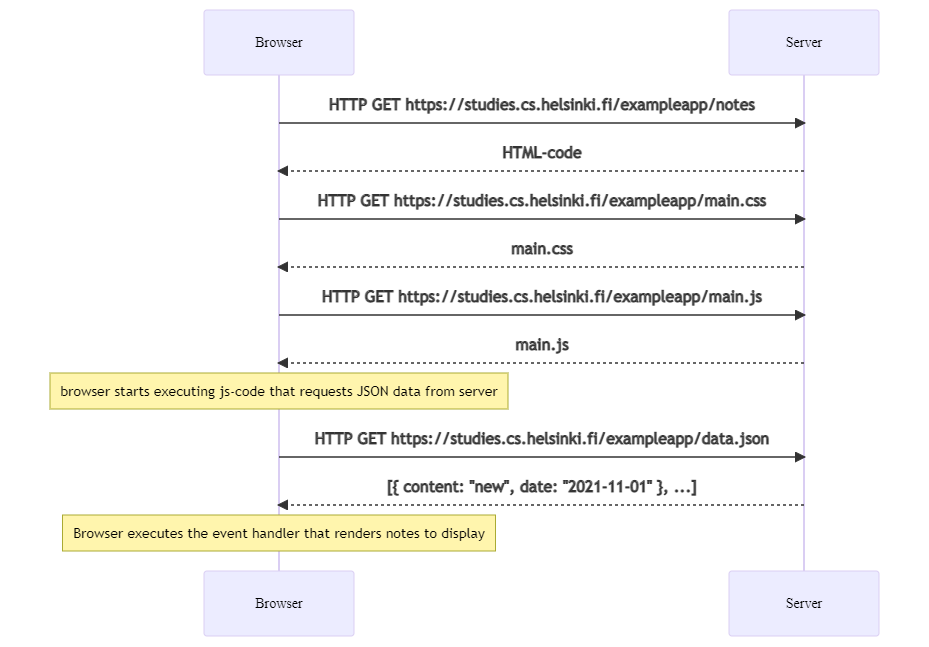 Browser
Server
HTTP GET https://studies.cs.helsinki.fi/exampleapp/notes
HTML-code
HTTP GET https://studies.cs.helsinki.fi/exampleapp/main.css
main.css
HTTP GET https://studies.cs.helsinki.fi/exampleapp/main.js
main.js
browser starts executing js-code that requests JSON data from server
HTTP GET https://studies.cs.helsinki.fi/exampleapp/data.json
[{ content: "new", date: "2021-11-01" }, ...]
Browser executes the event handler that renders notes to display
Browser
Server